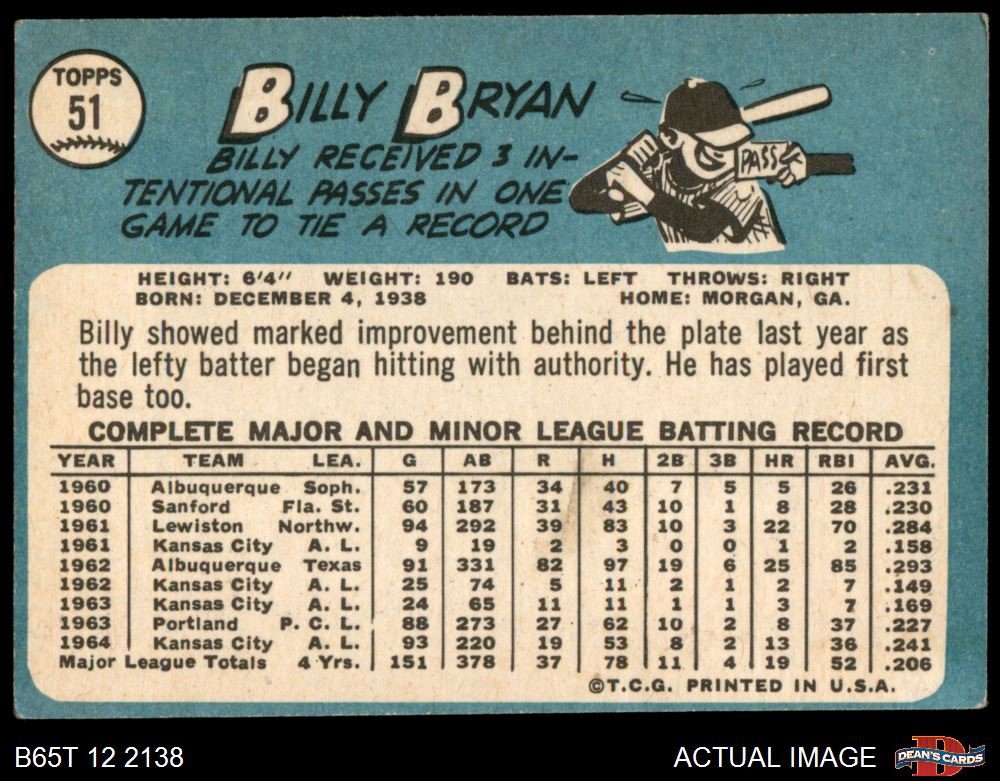 TOPPS
51
BILLY BRYAN
BILLY RECEIVED 3 IN-
TENTIONAL PASSES IN ONE
GAME TO TIE A RECORD
PASS
HEIGHT: 6'4" WEIGHT: 190 BATS: LEFT THROWS: RIGHT
BORN: DECEMBER 4, 1938 HOME: MORGAN, GA.
Billy showed marked improvement behind the plate last year as
the lefty batter began hitting with authority. He has played first
base too.
COMPLETE MAJOR AND MINOR LEAGUE BATTING RECORD
YEAR TEAM LEA. G AB R H 2B 3B HR RBI AVG.
1960 Albuquerque Soph. 57 173 34 40 7 5 5 26 .231
1960 Sanford Fla. St. 60 187 31 43 10 1 8 28 .230
1961 Lewiston Northw. 94 292 39 83 10 3 22 70 .284
1961 Kansas City A. L. 9 19 2 3 0 0 1 2 .158
1962 Albuquerque Texas 91 331 82 97 19 6 25 85 .293
1962 Kansas City A. L. 25 74 5 11 2 1 2 7 .149
1963 Kansas City A. L. 24 65 11 11 1 1 3 7 .169
1963 Portland P. C. L. 88 273 27 62 10 2 8 37 .227
1964 Kansas City A. L. 93 220 19 53 8 2 13 36 .241
Major League Totals 4 Yrs. 151 378 37 78 11 4 19 52 .206
©T.C.G. PRINTED IN U.S.A.
B65T 12 2138 ACTUAL IMAGE
D
DEAN'S CARDS